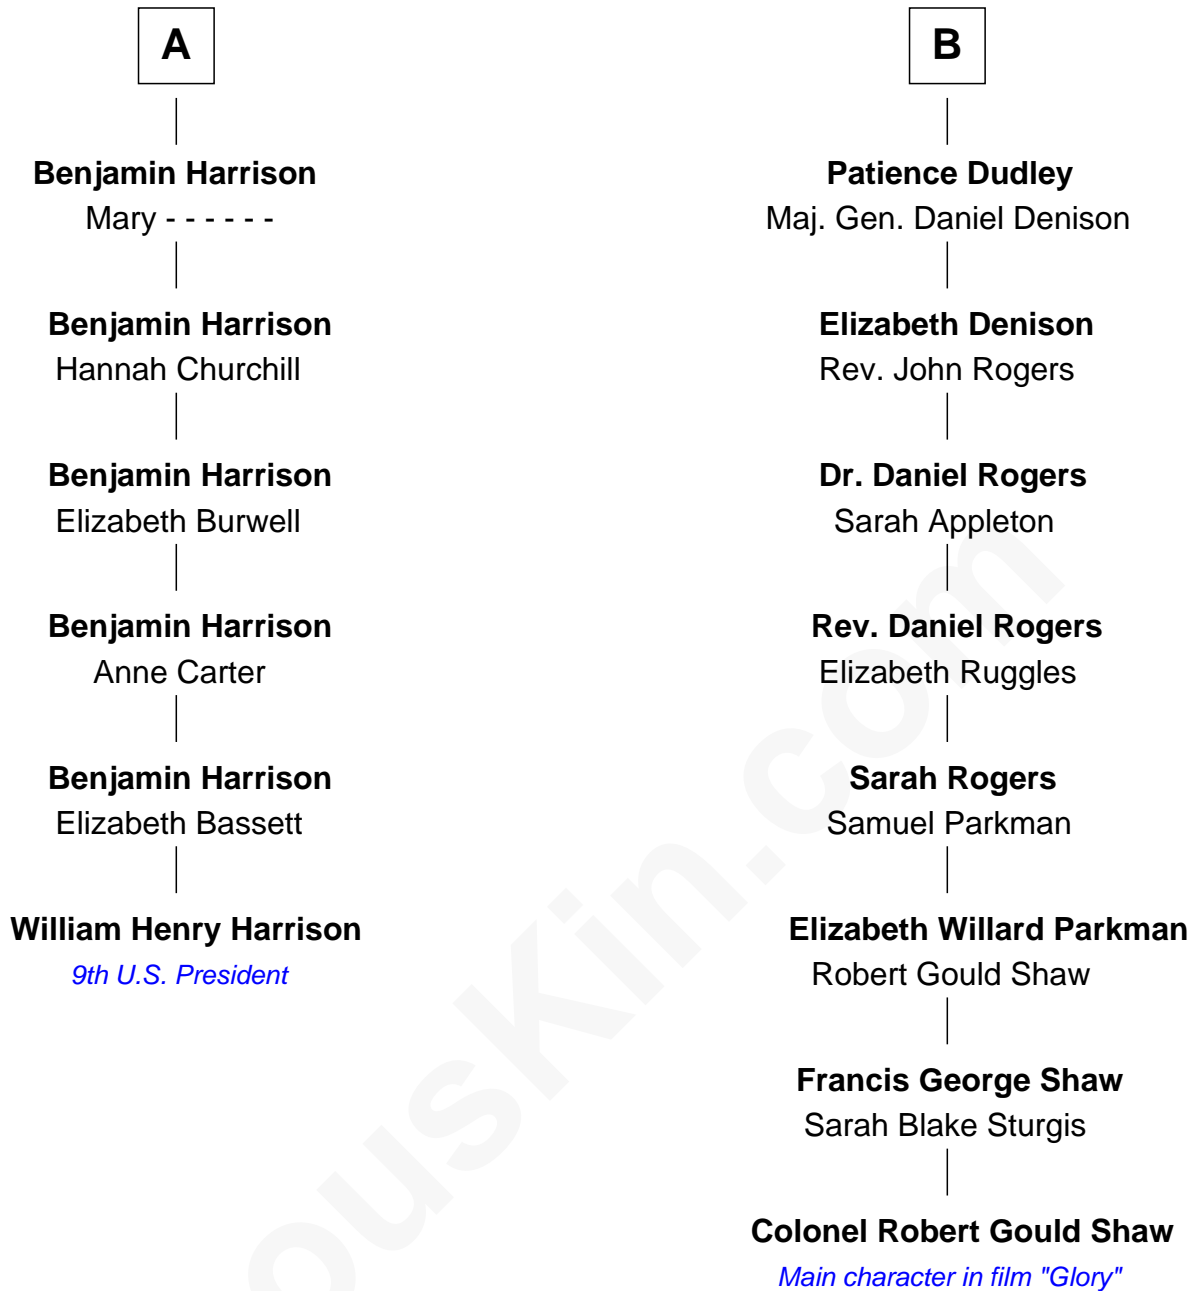 A
Benjamin Harrison
Mary - - - - - -
Benjamin Harrison
Hannah Churchill
Benjamin Harrison
Elizabeth Burwell
Benjamin Harrison
Anne Carter
Benjamin Harrison
Elizabeth Bassett
William Henry Harrison
9th U.S. President
B
Patience Dudley
Maj. Gen. Daniel Denison
Elizabeth Denison
Rev. John Rogers
Dr. Daniel Rogers
Sarah Appleton
Rev. Daniel Rogers
Elizabeth Ruggles
Sarah Rogers
Samuel Parkman
Elizabeth Willard Parkman
Robert Gould Shaw
Francis George Shaw
Sarah Blake Sturgis
Colonel Robert Gould Shaw
Main character in film "Glory"
ousKin.com